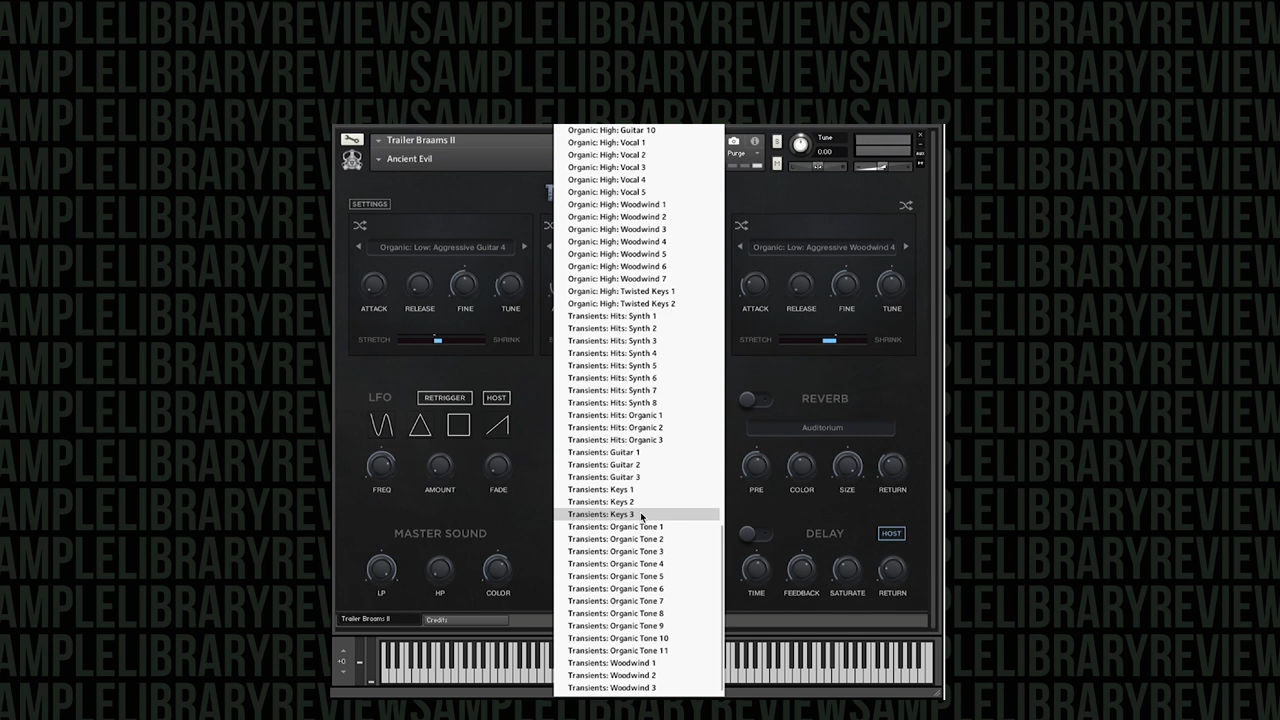 SAMPLELIBRARYREVIEWS
Trailer Braams II
Ancient Evil
Purge
S
M
Tune
0.00
SETTINGS
Organic: Low: Aggressive Guitar 4
ATTACK RELEASE FINE TUNE
STRETCH SHRINK
LFO RETRIGGER HOST
FREQ AMOUNT FADE
MASTER SOUND
LP HP COLOR
Organic: High: Guitar 10
Organic: High: Vocal 1
Organic: High: Vocal 2
Organic: High: Vocal 3
Organic: High: Vocal 4
Organic: High: Vocal 5
Organic: High: Woodwind 1
Organic: High: Woodwind 2
Organic: High: Woodwind 3
Organic: High: Woodwind 4
Organic: High: Woodwind 5
Organic: High: Woodwind 6
Organic: High: Woodwind 7
Organic: High: Twisted Keys 1
Organic: High: Twisted Keys 2
Transients: Hits: Synth 1
Transients: Hits: Synth 2
Transients: Hits: Synth 3
Transients: Hits: Synth 4
Transients: Hits: Synth 5
Transients: Hits: Synth 6
Transients: Hits: Synth 7
Transients: Hits: Synth 8
Transients: Hits: Organic 1
Transients: Hits: Organic 2
Transients: Hits: Organic 3
Transients: Guitar 1
Transients: Guitar 2
Transients: Guitar 3
Transients: Keys 1
Transients: Keys 2
Transients: Keys 3
Transients: Organic Tone 1
Transients: Organic Tone 2
Transients: Organic Tone 3
Transients: Organic Tone 4
Transients: Organic Tone 5
Transients: Organic Tone 6
Transients: Organic Tone 7
Transients: Organic Tone 8
Transients: Organic Tone 9
Transients: Organic Tone 10
Transients: Organic Tone 11
Transients: Woodwind 1
Transients: Woodwind 2
Transients: Woodwind 3
Organic: Low: Aggressive Woodwind 4
ATTACK RELEASE FINE TUNE
STRETCH SHRINK
REVERB
Auditorium
PRE COLOR SIZE RETURN
DELAY HOST
TIME FEEDBACK SATURATE RETURN
Trailer Braams II Credits
+0